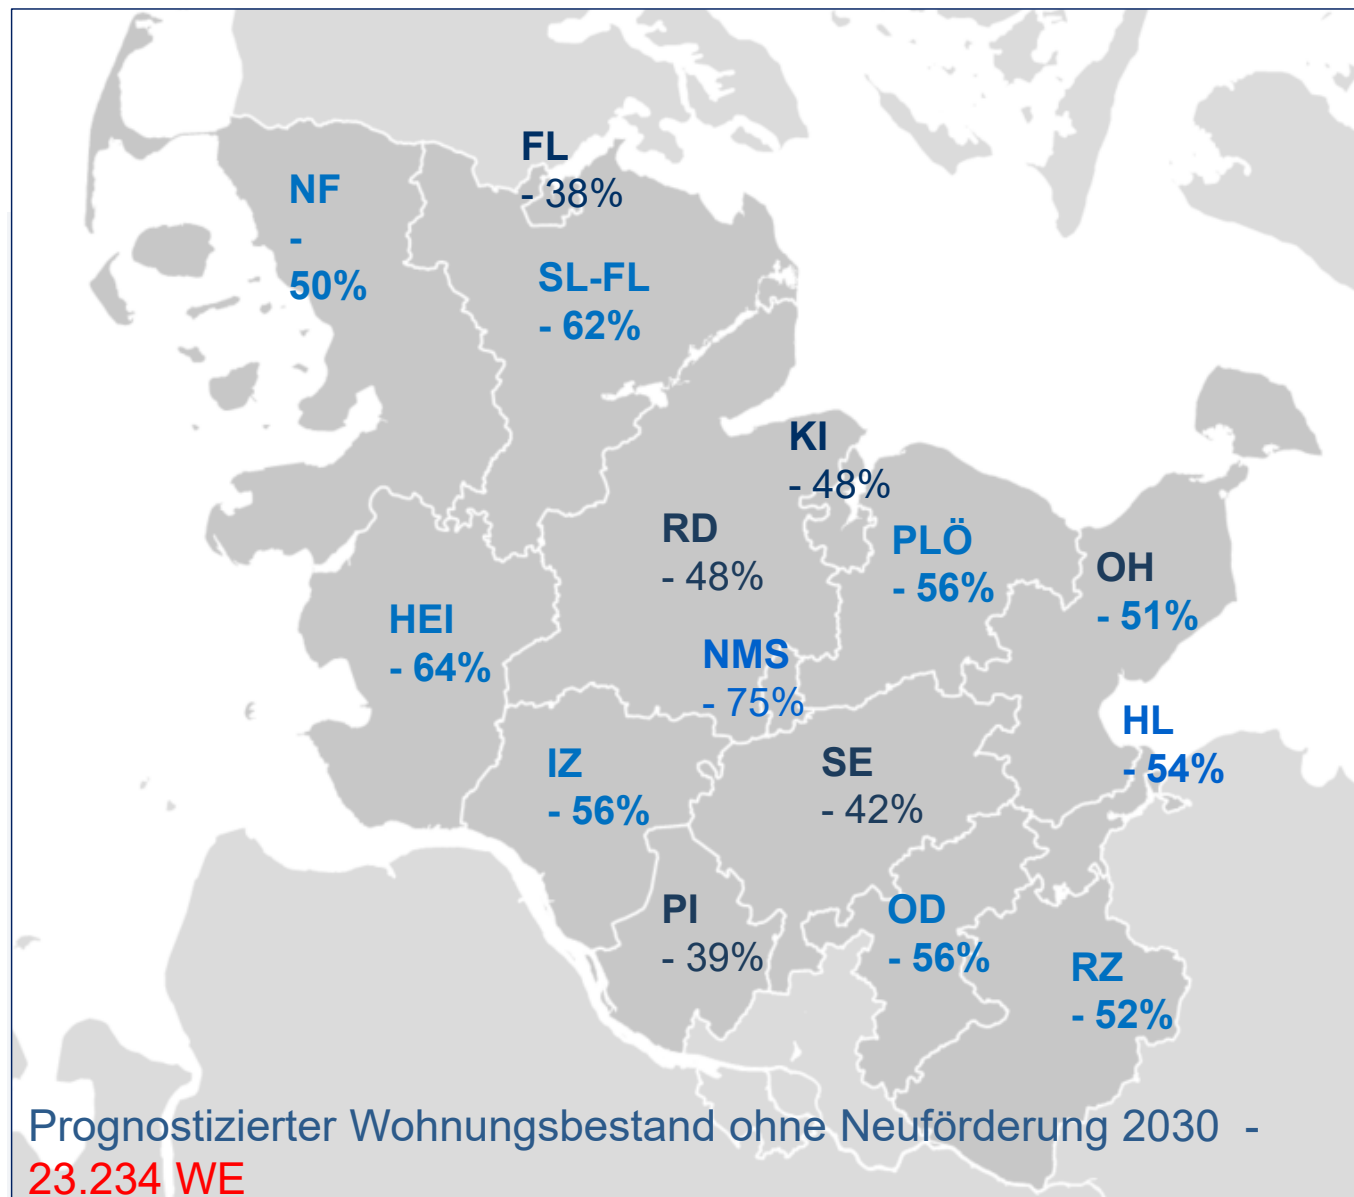 FL
- 38%
NF
-
50%
SL-FL
- 62%
KI
- 48%
RD
- 48%
PLÖ
- 56%
OH
- 51%
HEI
- 64%
NMS
- 75%
HL
- 54%
IZ
- 56%
SE
- 42%
PI
- 39%
OD
- 56%
RZ
- 52%
Prognostizierter Wohnungsbestand ohne Neuförderung 2030 -
23.234 WE